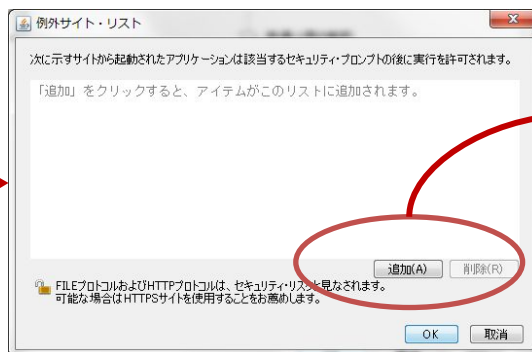 例外サイト・リスト
次に示すサイトから起動されたアプリケーションは該当するセキュリティ・プロンプトの後に実行を許可されます。
「追加」をクリックすると、アイテムがこのリストに追加されます。
追加(A) 削除(R)
FILEプロトコルおよびHTTPプロトコルは、セキュリティ・リスクと見なされます。
可能な場合はHTTPSサイトを使用することをお薦めします。
OK 取消